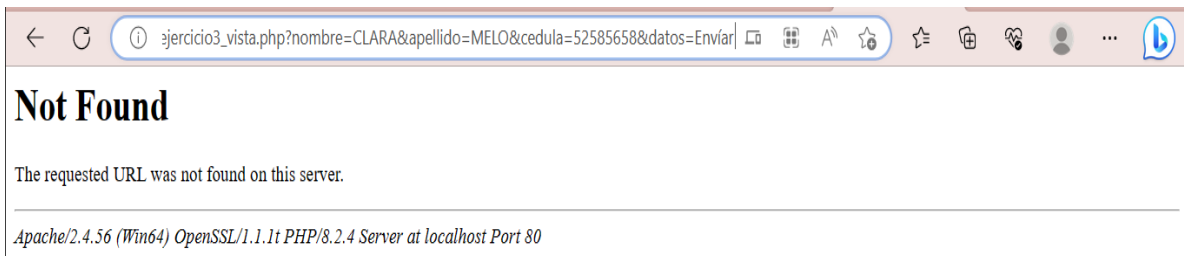 ejercicio3_vista.php?nombre=CLARA&apellido=MELO&cedula=52585658&datos=Envíar
Not Found
The requested URL was not found on this server.
Apache/2.4.56 (Win64) OpenSSL/1.1.1t PHP/8.2.4 Server at localhost Port 80